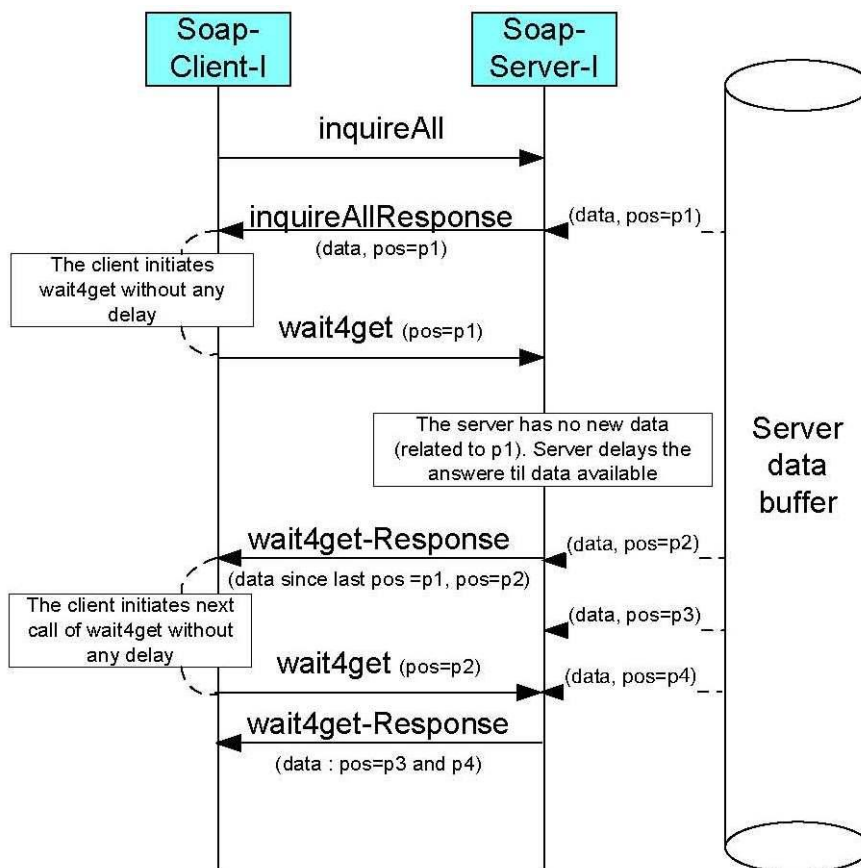 Soap-
Client-I
Soap-
Server-I
inquireAll
inquireAllResponse
(data, pos=p1)
(data, pos=p1)
The client initiates
wait4get without any
delay
wait4get (pos=p1)
The server has no new data
(related to p1). Server delays the
answere til data available
Server
data
buffer
wait4get-Response
(data, pos=p2)
(data since last pos =p1, pos=p2)
The client initiates next
call of wait4get without
any delay
(data, pos=p3)
wait4get (pos=p2)
(data, pos=p4)
wait4get-Response
(data : pos=p3 and p4)